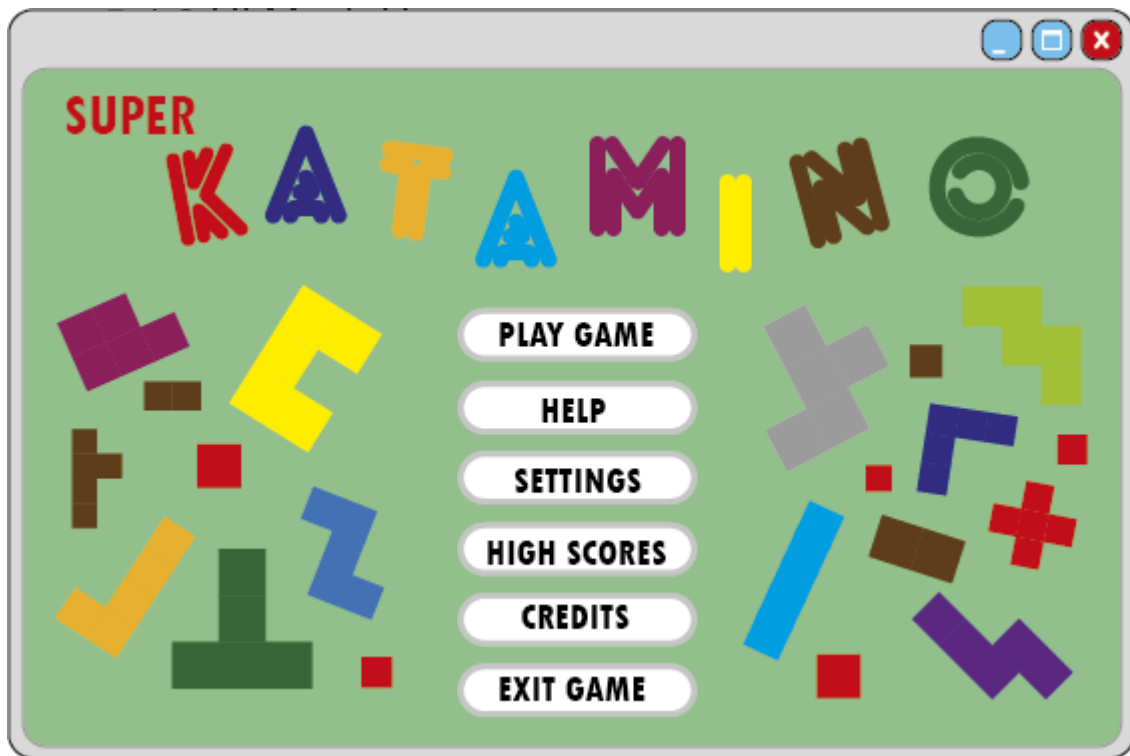 SUPER
KATAMINO
PLAY GAME
HELP
SETTINGS
HIGH SCORES
CREDITS
EXIT GAME